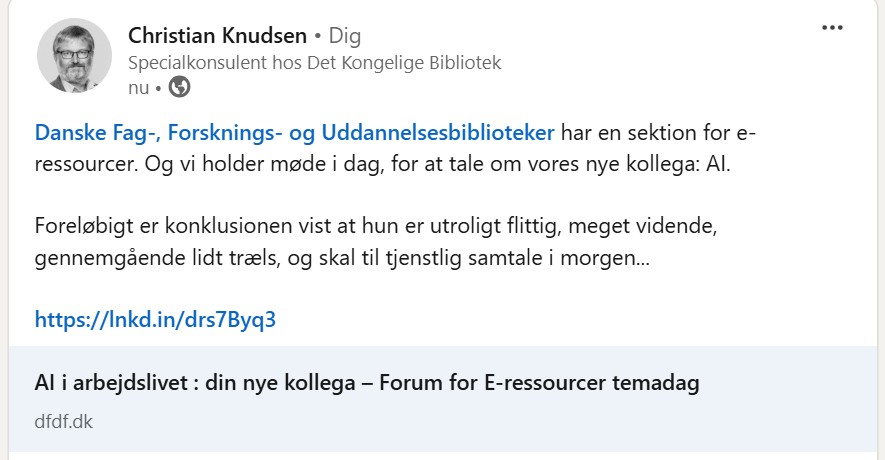 Christian Knudsen • Dig
Specialkonsulent hos Det Kongelige Bibliotek
nu •
Danske Fag-, Forsknings- og Uddannelsesbiblioteker har en sektion for e-
ressourcer. Og vi holder møde i dag, for at tale om vores nye kollega: AI.
Foreløbigt er konklusionen vist at hun er utroligt flittig, meget vidende,
gennemgående lidt træls, og skal til tjenstlig samtale i morgen...
https://lnkd.in/drs7Byq3
AI i arbejdslivet : din nye kollega – Forum for E-ressourcer temadag
dfdf.dk